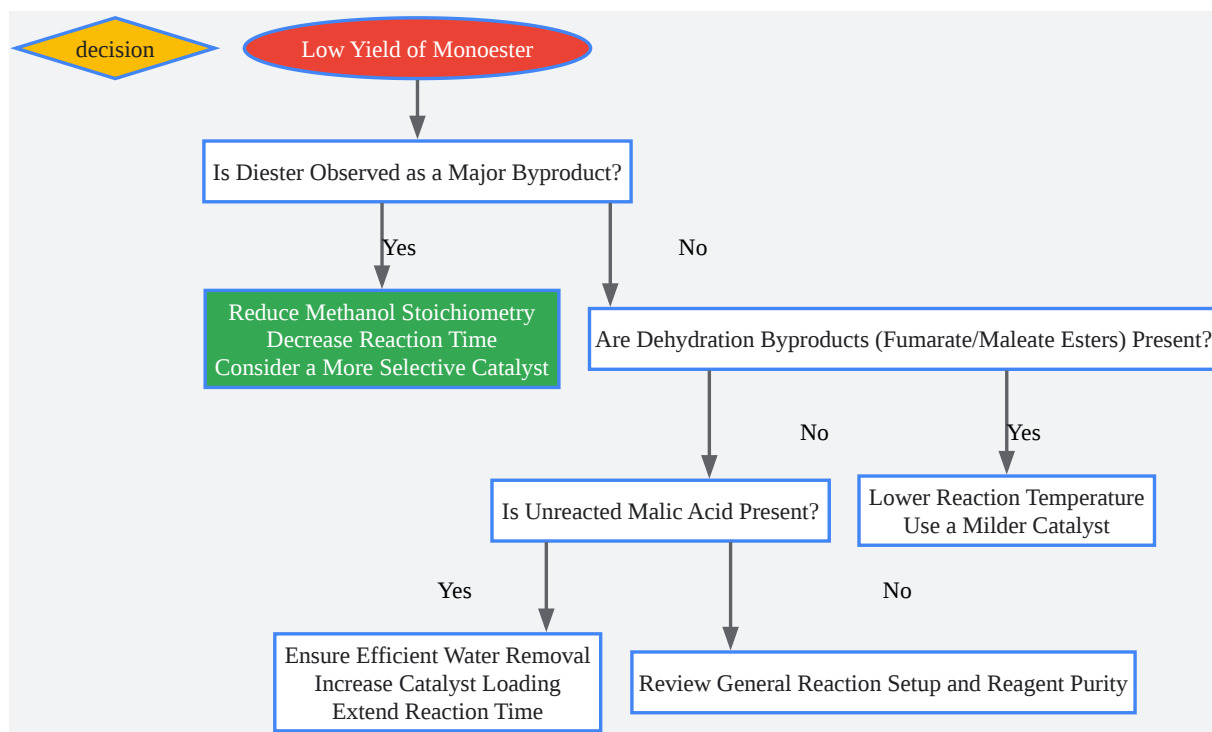 decision
Low Yield of Monoester
Is Diester Observed as a Major Byproduct?
Yes
No
Reduce Methanol Stoichiometry
Decrease Reaction Time
Consider a More Selective Catalyst
Are Dehydration Byproducts (Fumarate/Maleate Esters) Present?
No
Yes
Is Unreacted Malic Acid Present?
Lower Reaction Temperature
Use a Milder Catalyst
Yes
No
Ensure Efficient Water Removal
Increase Catalyst Loading
Extend Reaction Time
Review General Reaction Setup and Reagent Purity